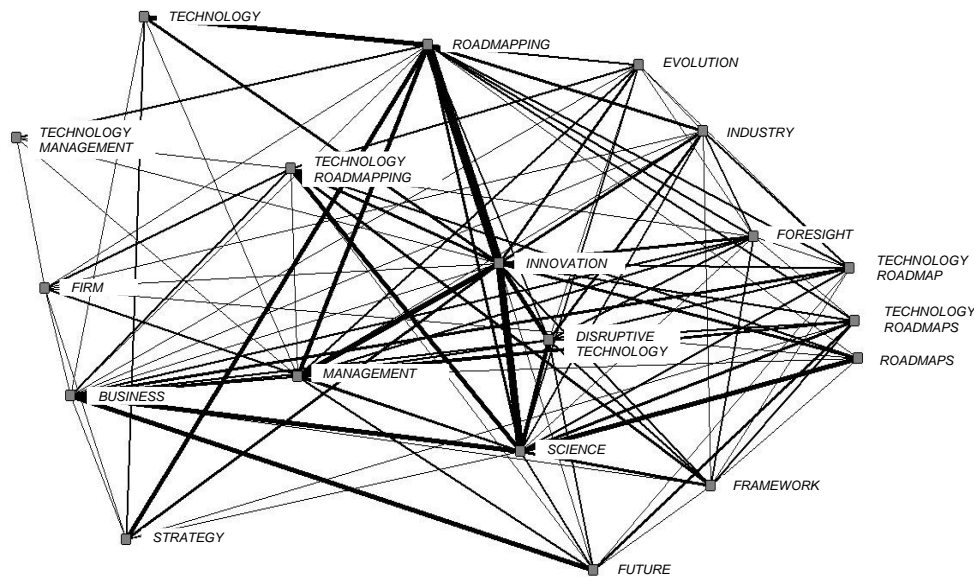 TECHNOLOGY
ROADMAPPING
EVOLUTION
INDUSTRY
TECHNOLOGY
MANAGEMENT
TECHNOLOGY
ROADMAPPING
FORESIGHT
INNOVATION
TECHNOLOGY
ROADMAP
FIRM
TECHNOLOGY
ROADMAPS
DISRUPTIVE
TECHNOLOGY
ROADMAPS
MANAGEMENT
BUSINESS
SCIENCE
FRAMEWORK
STRATEGY
FUTURE